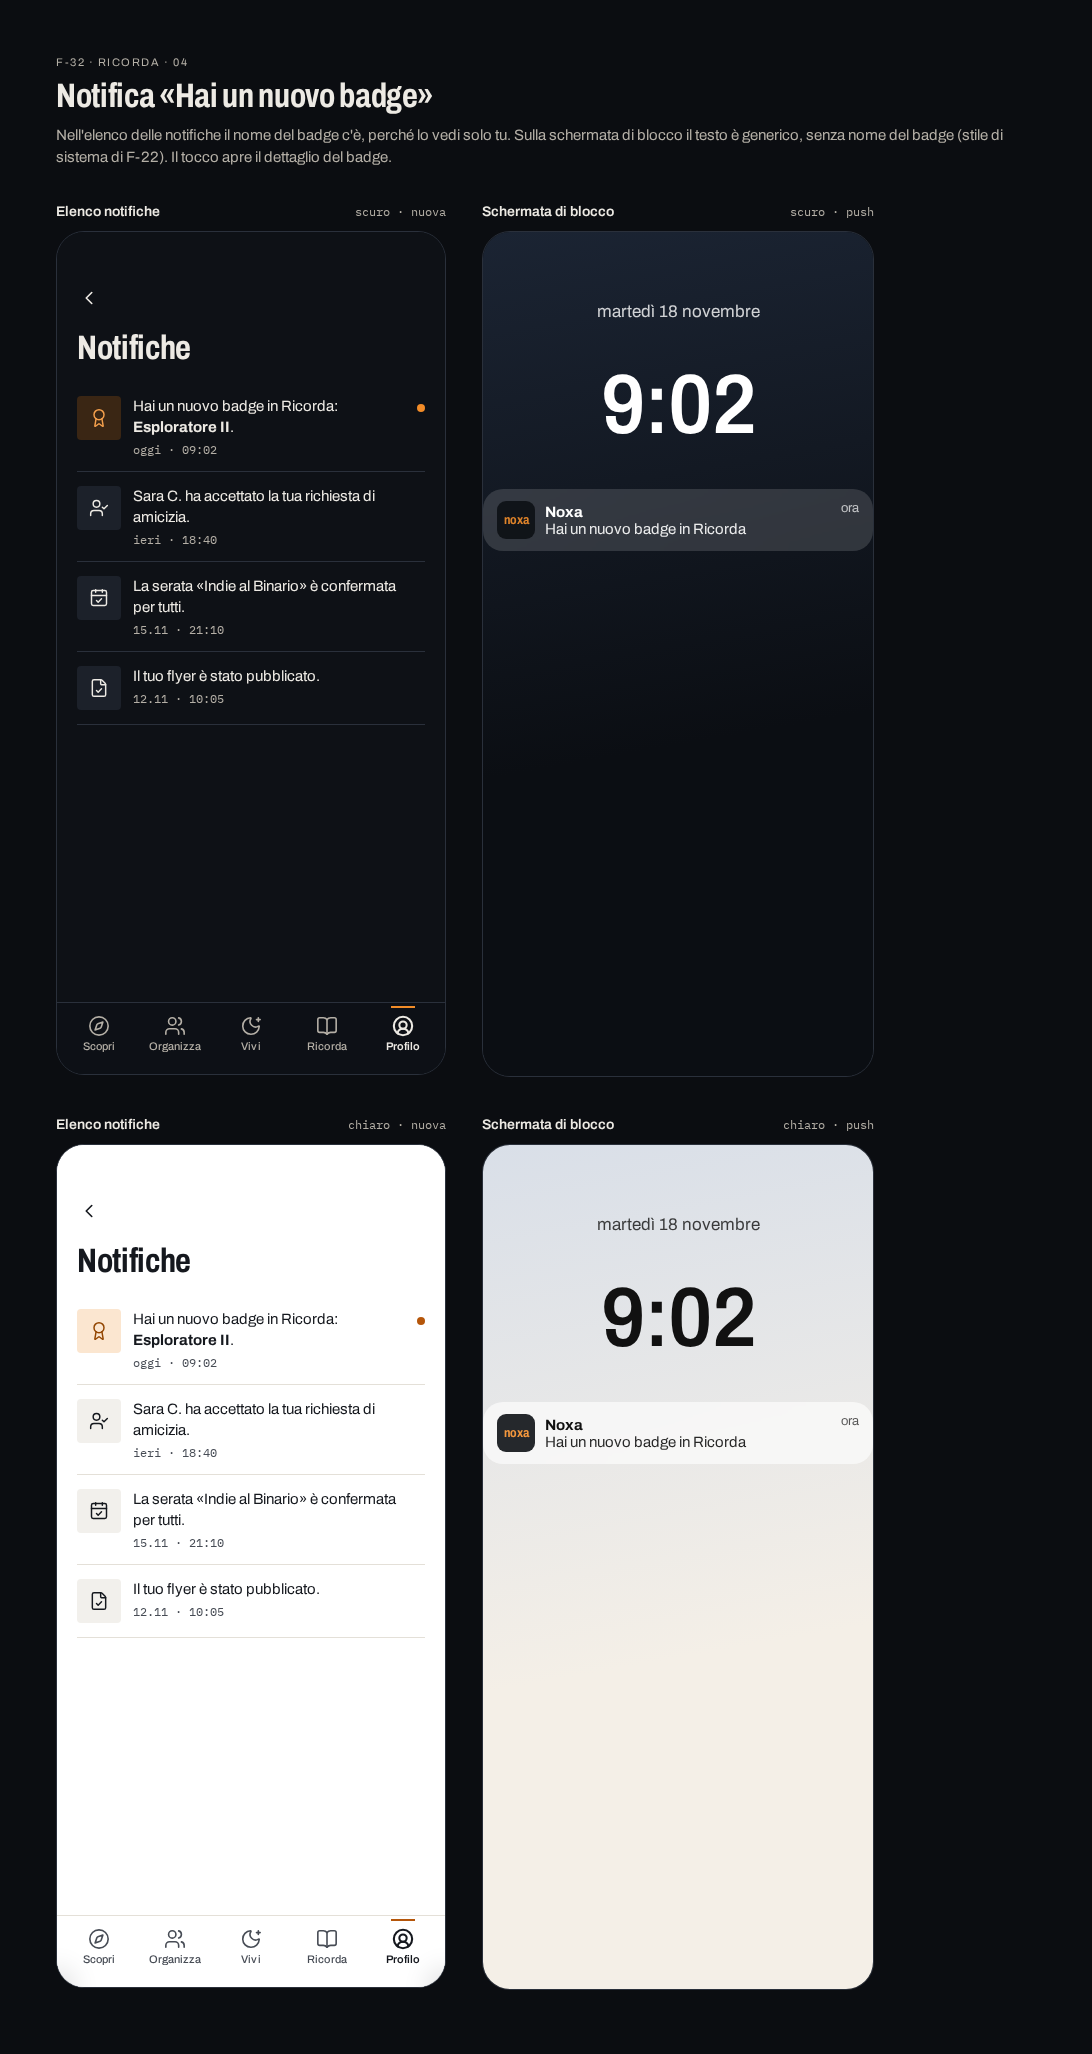 F-32 · RICORDA · 04
Notifica «Hai un nuovo badge»
Nell'elenco delle notifiche il nome del badge c'è, perché lo vedi solo tu. Sulla schermata di blocco il testo è generico, senza nome del badge (stile di
sistema di F-22). Il tocco apre il dettaglio del badge.
Elenco notifiche
scuro · nuova
Notifiche
Hai un nuovo badge in Ricorda:
Esploratore II.
oggi · 09:02
Sara C. ha accettato la tua richiesta di
amicizia.
ieri · 18:40
La serata «Indie al Binario» è confermata
per tutti.
15.11 · 21:10
Il tuo flyer è stato pubblicato.
12.11 · 10:05
Scopri
Organizza
Vivi
Ricorda
Profilo
Schermata di blocco
scuro · push
martedì 18 novembre
9:02
noxa
Noxa
ora
Hai un nuovo badge in Ricorda
Elenco notifiche
chiaro · nuova
Notifiche
Hai un nuovo badge in Ricorda:
Esploratore II.
oggi · 09:02
Sara C. ha accettato la tua richiesta di
amicizia.
ieri · 18:40
La serata «Indie al Binario» è confermata
per tutti.
15.11 · 21:10
Il tuo flyer è stato pubblicato.
12.11 · 10:05
Scopri
Organizza
Vivi
Ricorda
Profilo
Schermata di blocco
chiaro · push
martedì 18 novembre
9:02
noxa
Noxa
ora
Hai un nuovo badge in Ricorda